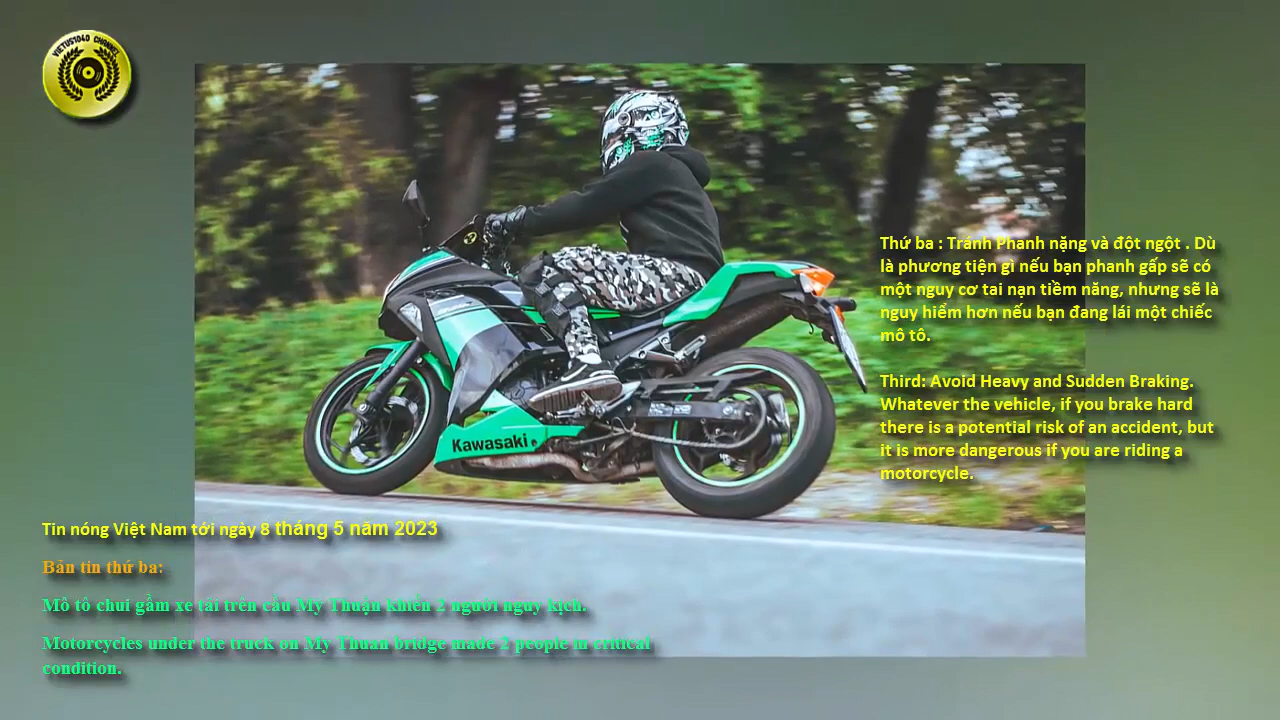 VIETUS1040 CHANNEL
Thứ ba : Tránh Phanh nặng và đột ngột . Dù
là phương tiện gì nếu bạn phanh gấp sẽ có
một nguy cơ tai nạn tiềm năng, nhưng sẽ là
nguy hiểm hơn nếu bạn đang lái một chiếc
mô tô.
Third: Avoid Heavy and Sudden Braking.
Whatever the vehicle, if you brake hard
there is a potential risk of an accident, but
it is more dangerous if you are riding a
motorcycle.
Kawasaki
Tin nóng Việt Nam tới ngày 8 tháng 5 năm 2023
Bản tin thứ ba:
Mô tô chui gầm xe tải trên cầu Mỹ Thuận khiến 2 người nguy kịch.
Motorcycles under the truck on My Thuan bridge made 2 people in critical
condition.